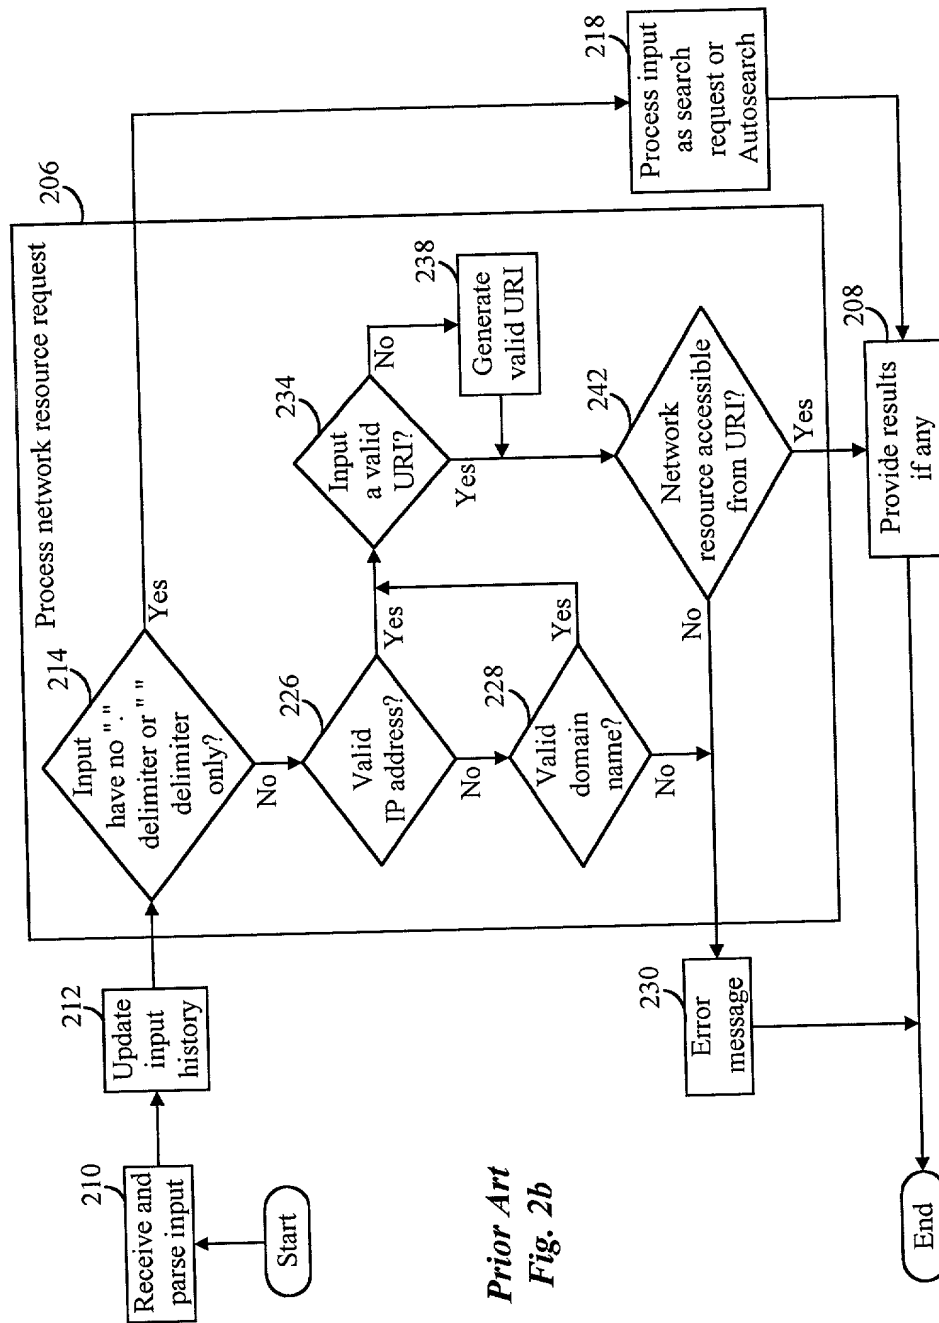 206
Process network resource request
210
Receive and
parse input
Start
212
Update
input
history
214
Input
have no "."
delimiter or " "
delimiter
only?
Yes
No
218
Process input
as search
request or
Autosearch
226
Valid
IP address?
Yes
No
228
Valid
domain
name?
Yes
No
234
Input
a valid
URI?
No
Yes
238
Generate
valid URI
242
Network
resource accessible
from URI?
No
Yes
230
Error
message
208
Provide results
if any
End
Prior Art
Fig. 2b